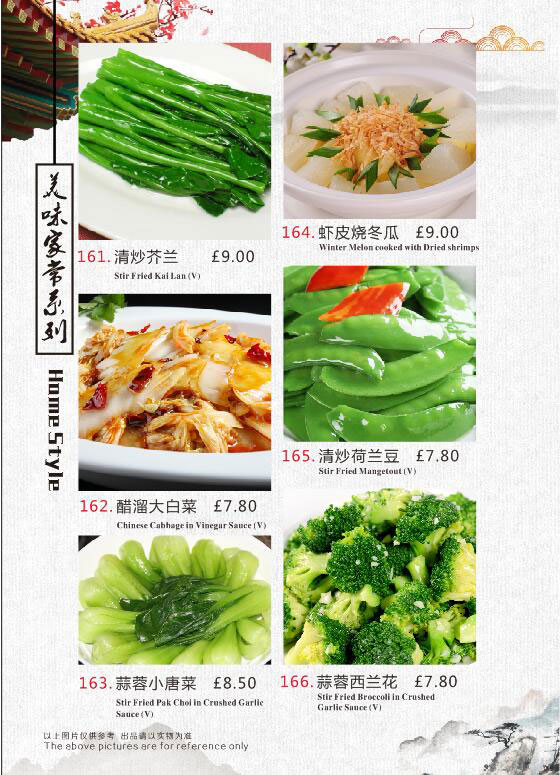 美味家常系列
Home Style
161. 清炒芥兰 £9.00
Stir Fried Kai Lan (V)
162. 醋溜大白菜 £7.80
Chinese Cabbage in Vinegar Sauce (V)
163. 蒜蓉小唐菜 £8.50
Stir Fried Pak Choi in Crushed Garlic
Sauce (V)
164. 虾皮烧冬瓜 £9.00
Winter Melon cooked with Dried shrimps
165. 清炒荷兰豆 £7.80
Stir Fried Mangetout (V)
166. 蒜蓉西兰花 £7.80
Stir Fried Broccoli in Crushed
Garlic Sauce (V)
以上图片仅供参考 出品请以实物为准
The above pictures are for reference only